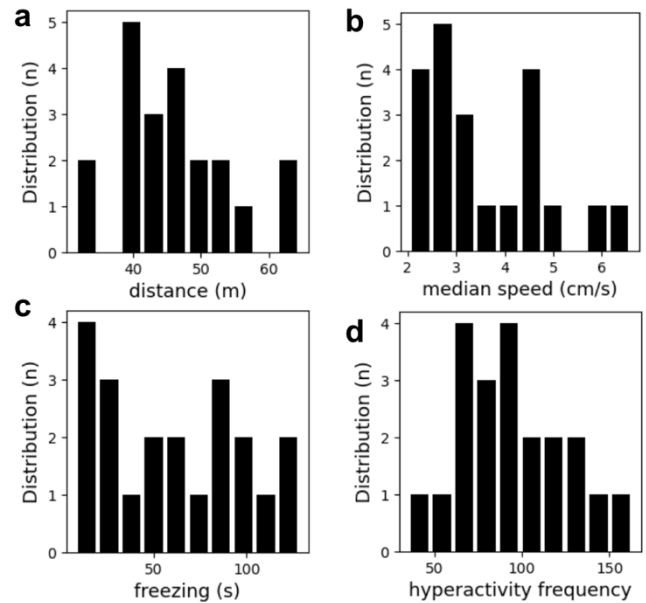 a
Distribution (n)
5
4
3
2
1
0
40 50 60
distance (m)
b
Distribution (n)
5
4
3
2
1
0
2 3 4 5 6
median speed (cm/s)
c
Distribution (n)
4
3
2
1
0
50 100
freezing (s)
d
Distribution (n)
4
3
2
1
0
50 100 150
hyperactivity frequency